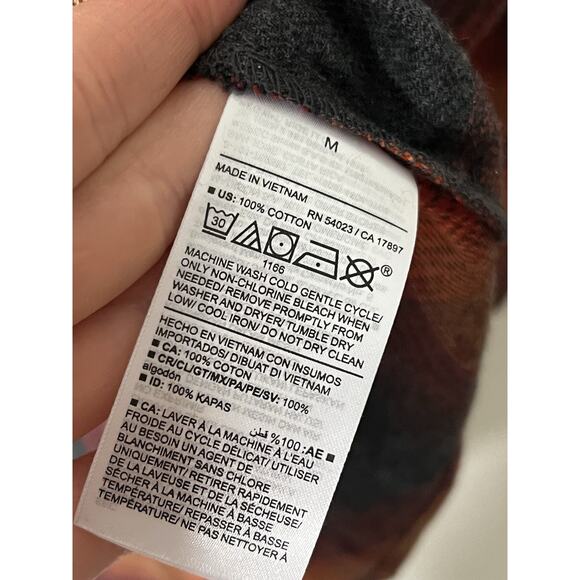 M
MADE IN VIETNAM
RN 54023 / CA 17897
■ US: 100% COTTON
30
®
1166
MACHINE WASH COLD GENTLE CYCLE/
ONLY NON-CHLORINE BLEACH WHEN
NEEDED/ REMOVE PROMPTLY FROM
WASHER AND DRYER/ TUMBLE DRY
LOW/ COOL IRON/ DO NOT DRY CLEAN
HECHO EN VIETNAM CON INSUMOS
IMPORTADOS/ DIBUAT DI VIETNAM
■ CA: 100% COTTON
■ CR/CL/GT/MX/PA/PE/SV: 100%
algodón
■ ID: 100% KAPAS
■ AE: 100% قطن
■ CA: LAVER À LA MACHINE À L'EAU
FROIDE AU CYCLE DÉLICAT/ UTILISER
AU BESOIN UN AGENT DE
BLANCHIMENT SANS CHLORE
UNIQUEMENT/ RETIRER RAPIDEMENT
DE LA LAVEUSE ET DE LA SÉCHEUSE/
SÉCHER À LA MACHINE À BASSE
TEMPÉRATURE/ REPASSER À BASSE
TEMPÉRATURE/ NE PAS NETTOYER À